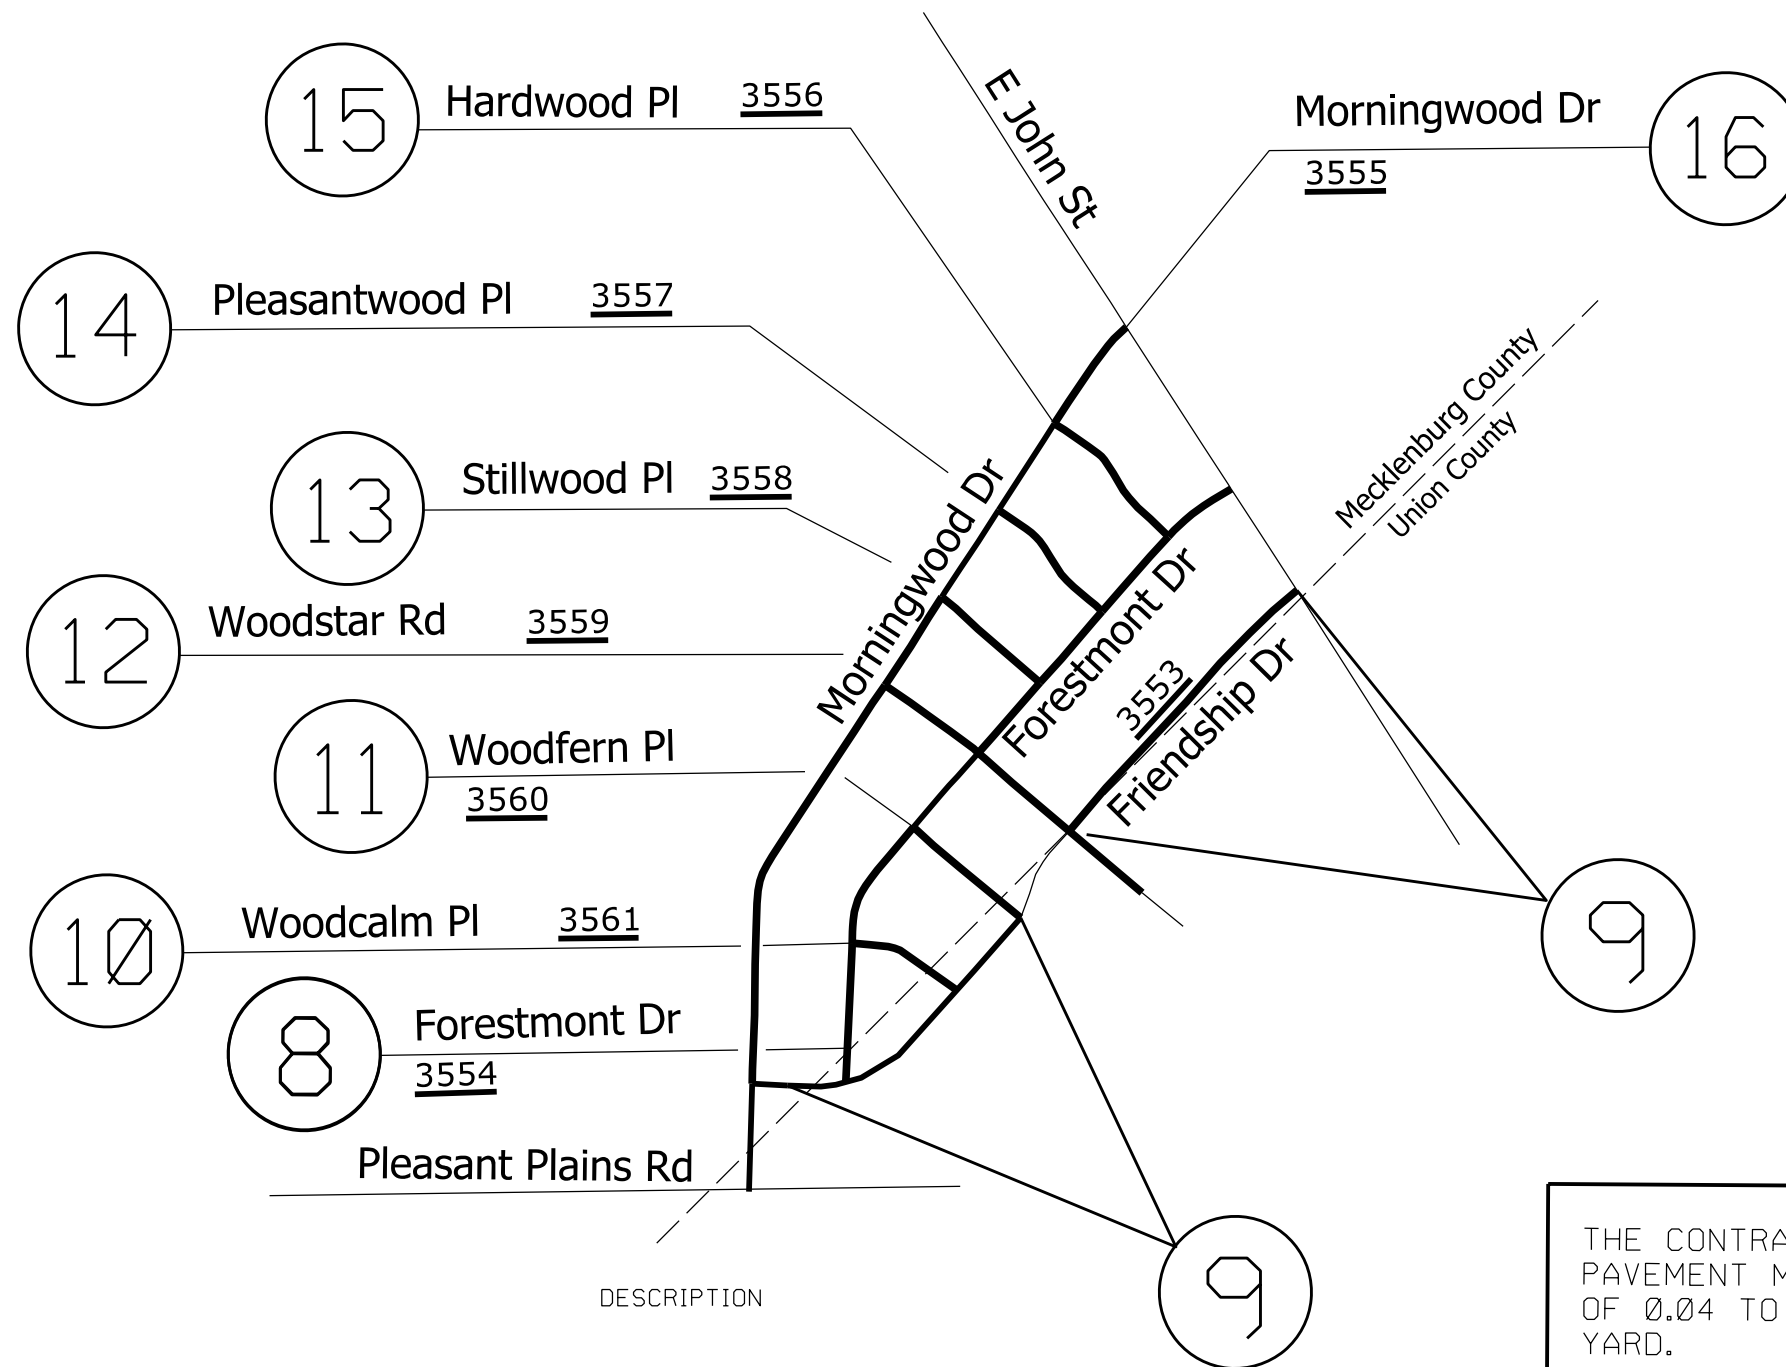 15 Hardwood Pl 3556
E John St
Morningwood Dr 16
3555
14 Pleasantwood Pl 3557
Mecklenburg County
Union County
13 Stillwood Pl 3558
Morningwood Dr
12 Woodstar Rd 3559
Forestmont Dr
3553
Friendship Dr
11 Woodfern Pl
3560
10 Woodcalm Pl 3561
9
8 Forestmont Dr
3554
Pleasant Plains Rd
9
DESCRIPTION
THE CONTRA
PAVEMENT M
OF 0.04 TO
YARD.